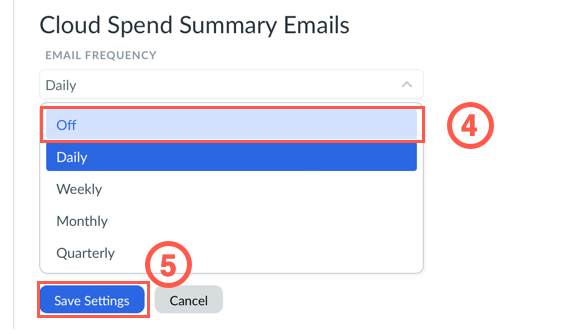 Cloud Spend Summary Emails
EMAIL FREQUENCY
Daily
Off
4
Daily
Weekly
Monthly
Quarterly
5
Save Settings
Cancel